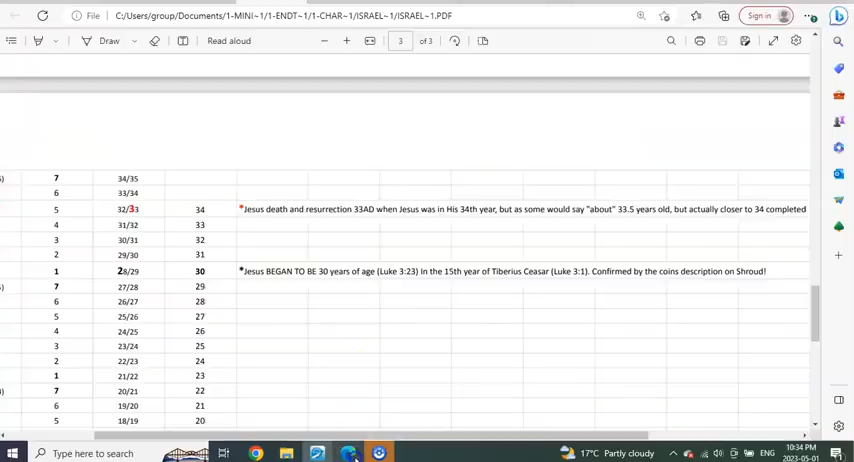 File
C:/Users/group/Documents/1-MINI~1/1-ENDT~1/1-CHAR~1/ISRAEL~1/ISRAEL~1.PDF
Sign in
Draw
Read aloud
3 of 3
7 34/35
6 33/34
5 32/33 34 *Jesus death and resurrection 33AD when Jesus was in His 34th year, but as some would say "about" 33.5 years old, but actually closer to 34 completed
4 31/32 33
3 30/31 32
2 29/30 31
1 28/29 30 *Jesus BEGAN TO BE 30 years of age (Luke 3:23) In the 15th year of Tiberius Ceasar (Luke 3:1). Confirmed by the coins description on Shroud!
7 27/28 29
6 26/27 28
5 25/26 27
4 24/25 26
3 23/24 25
2 22/23 24
1 21/22 23
7 20/21 22
6 19/20 21
5 18/19 20
Type here to search
17°C Partly cloudy
ENG
10:34 PM
2023-05-01